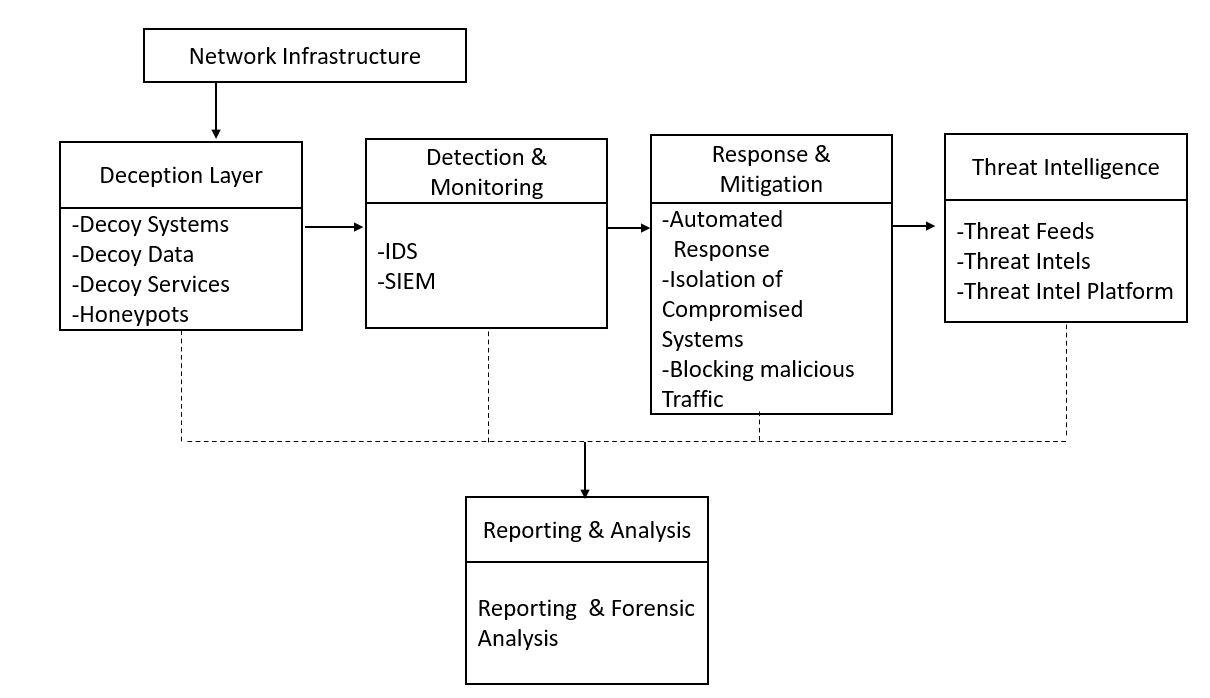 Network Infrastructure
Deception Layer
-Decoy Systems
-Decoy Data
-Decoy Services
-Honeypots
Detection &
Monitoring
-IDS
-SIEM
Response &
Mitigation
-Automated
Response
-Isolation of
Compromised
Systems
-Blocking malicious
Traffic
Threat Intelligence
-Threat Feeds
-Threat Intels
-Threat Intel Platform
Reporting & Analysis
Reporting & Forensic
Analysis